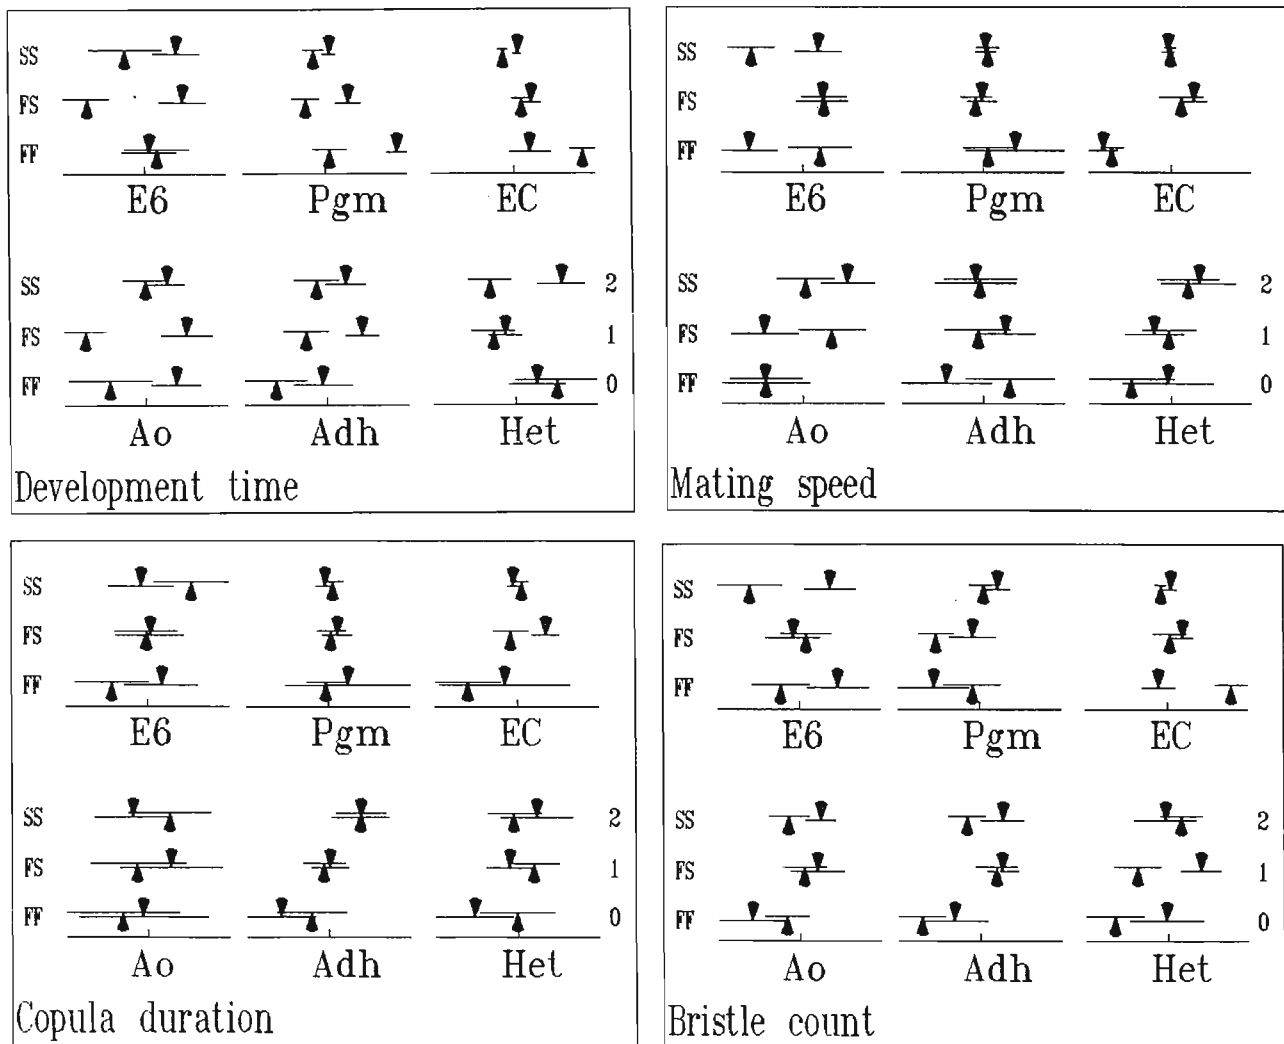 SS
FS
FF
E6 Pgm EC
SS 2
FS 1
FF 0
Ao Adh Het
Development time
E6 Pgm EC
SS 2
FS 1
FF 0
Ao Adh Het
Mating speed
SS
FS
FF
E6 Pgm EC
SS 2
FS 1
FF 0
Ao Adh Het
Copula duration
SS
FS
FF
E6 Pgm EC
SS 2
FS 1
FF 0
Ao Adh Het
Bristle count